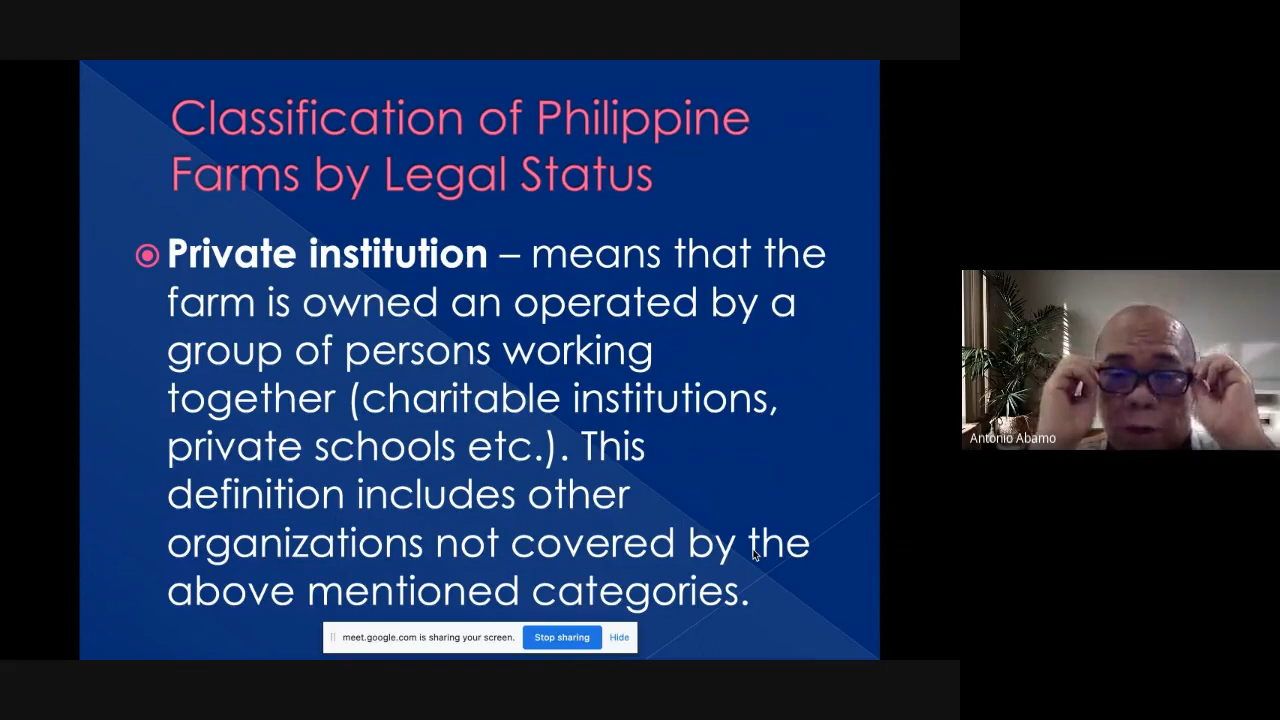 Classification of Philippine
Farms by Legal Status
Private institution – means that the
farm is owned an operated by a
group of persons working
together (charitable institutions,
private schools etc.). This
definition includes other
organizations not covered by the
above mentioned categories.
meet.google.com is sharing your screen. Stop sharing Hide
Antonio Abamo